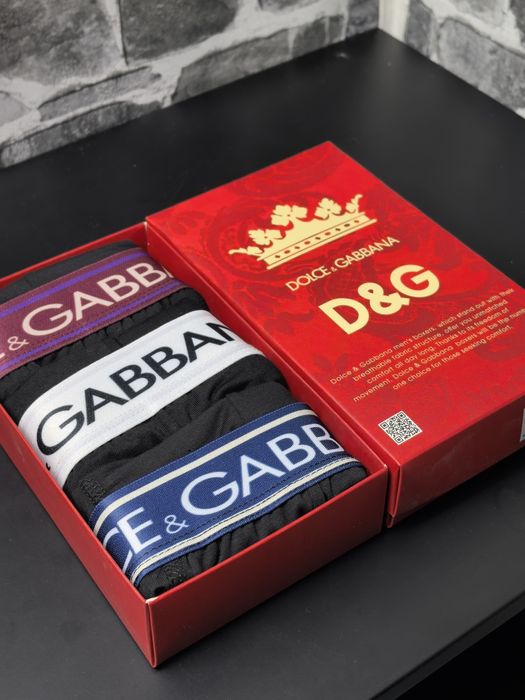 DOLCE & GABBANA
D&G
Dolce & Gabbana men's boxers, which stand out with their
breathable fabric structure, offer you unmatched
comfort all day long. Thanks to its freedom of
movement, Dolce & Gabbana boxers will be the number
one choice for those seeking comfort.
E & GABB
GABBAN
CE & GABB